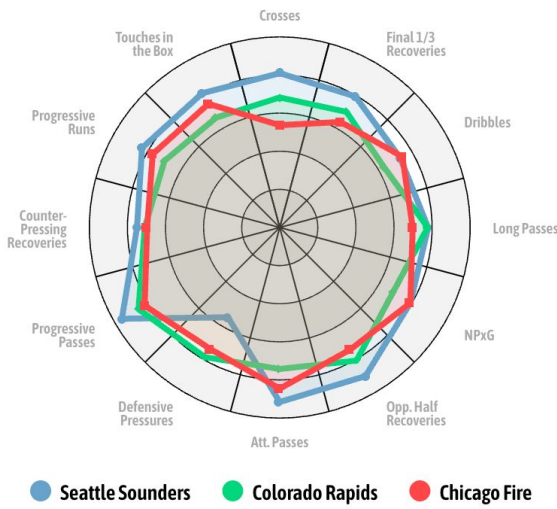 Crosses
Touches in
the Box
Final 1/3
Recoveries
Progressive
Runs
Dribbles
Counter-
Pressing
Recoveries
Long Passes
Progressive
Passes
NPxG
Defensive
Pressures
Opp. Half
Recoveries
Att. Passes
Seattle Sounders
Colorado Rapids
Chicago Fire